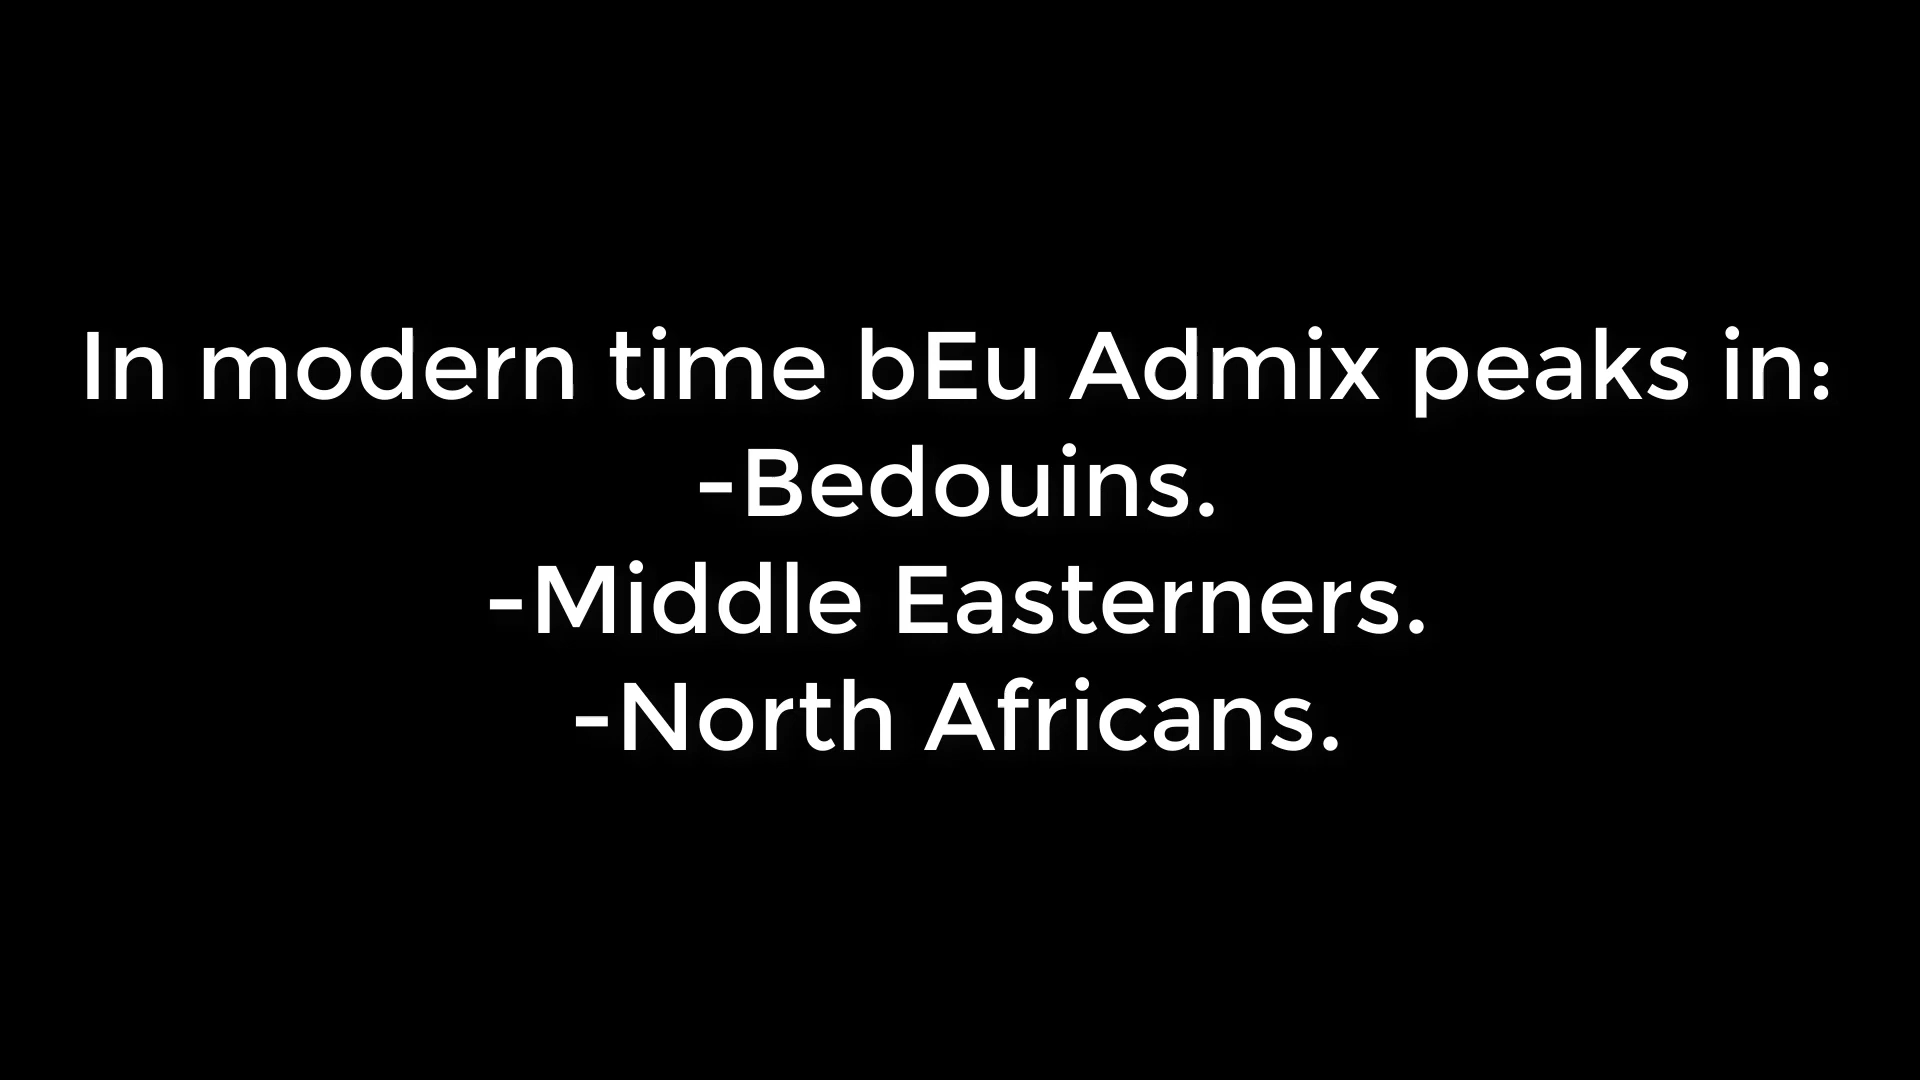 In modern time bEu Admix peaks in:
-Bedouins.
-Middle Easterners.
-North Africans.